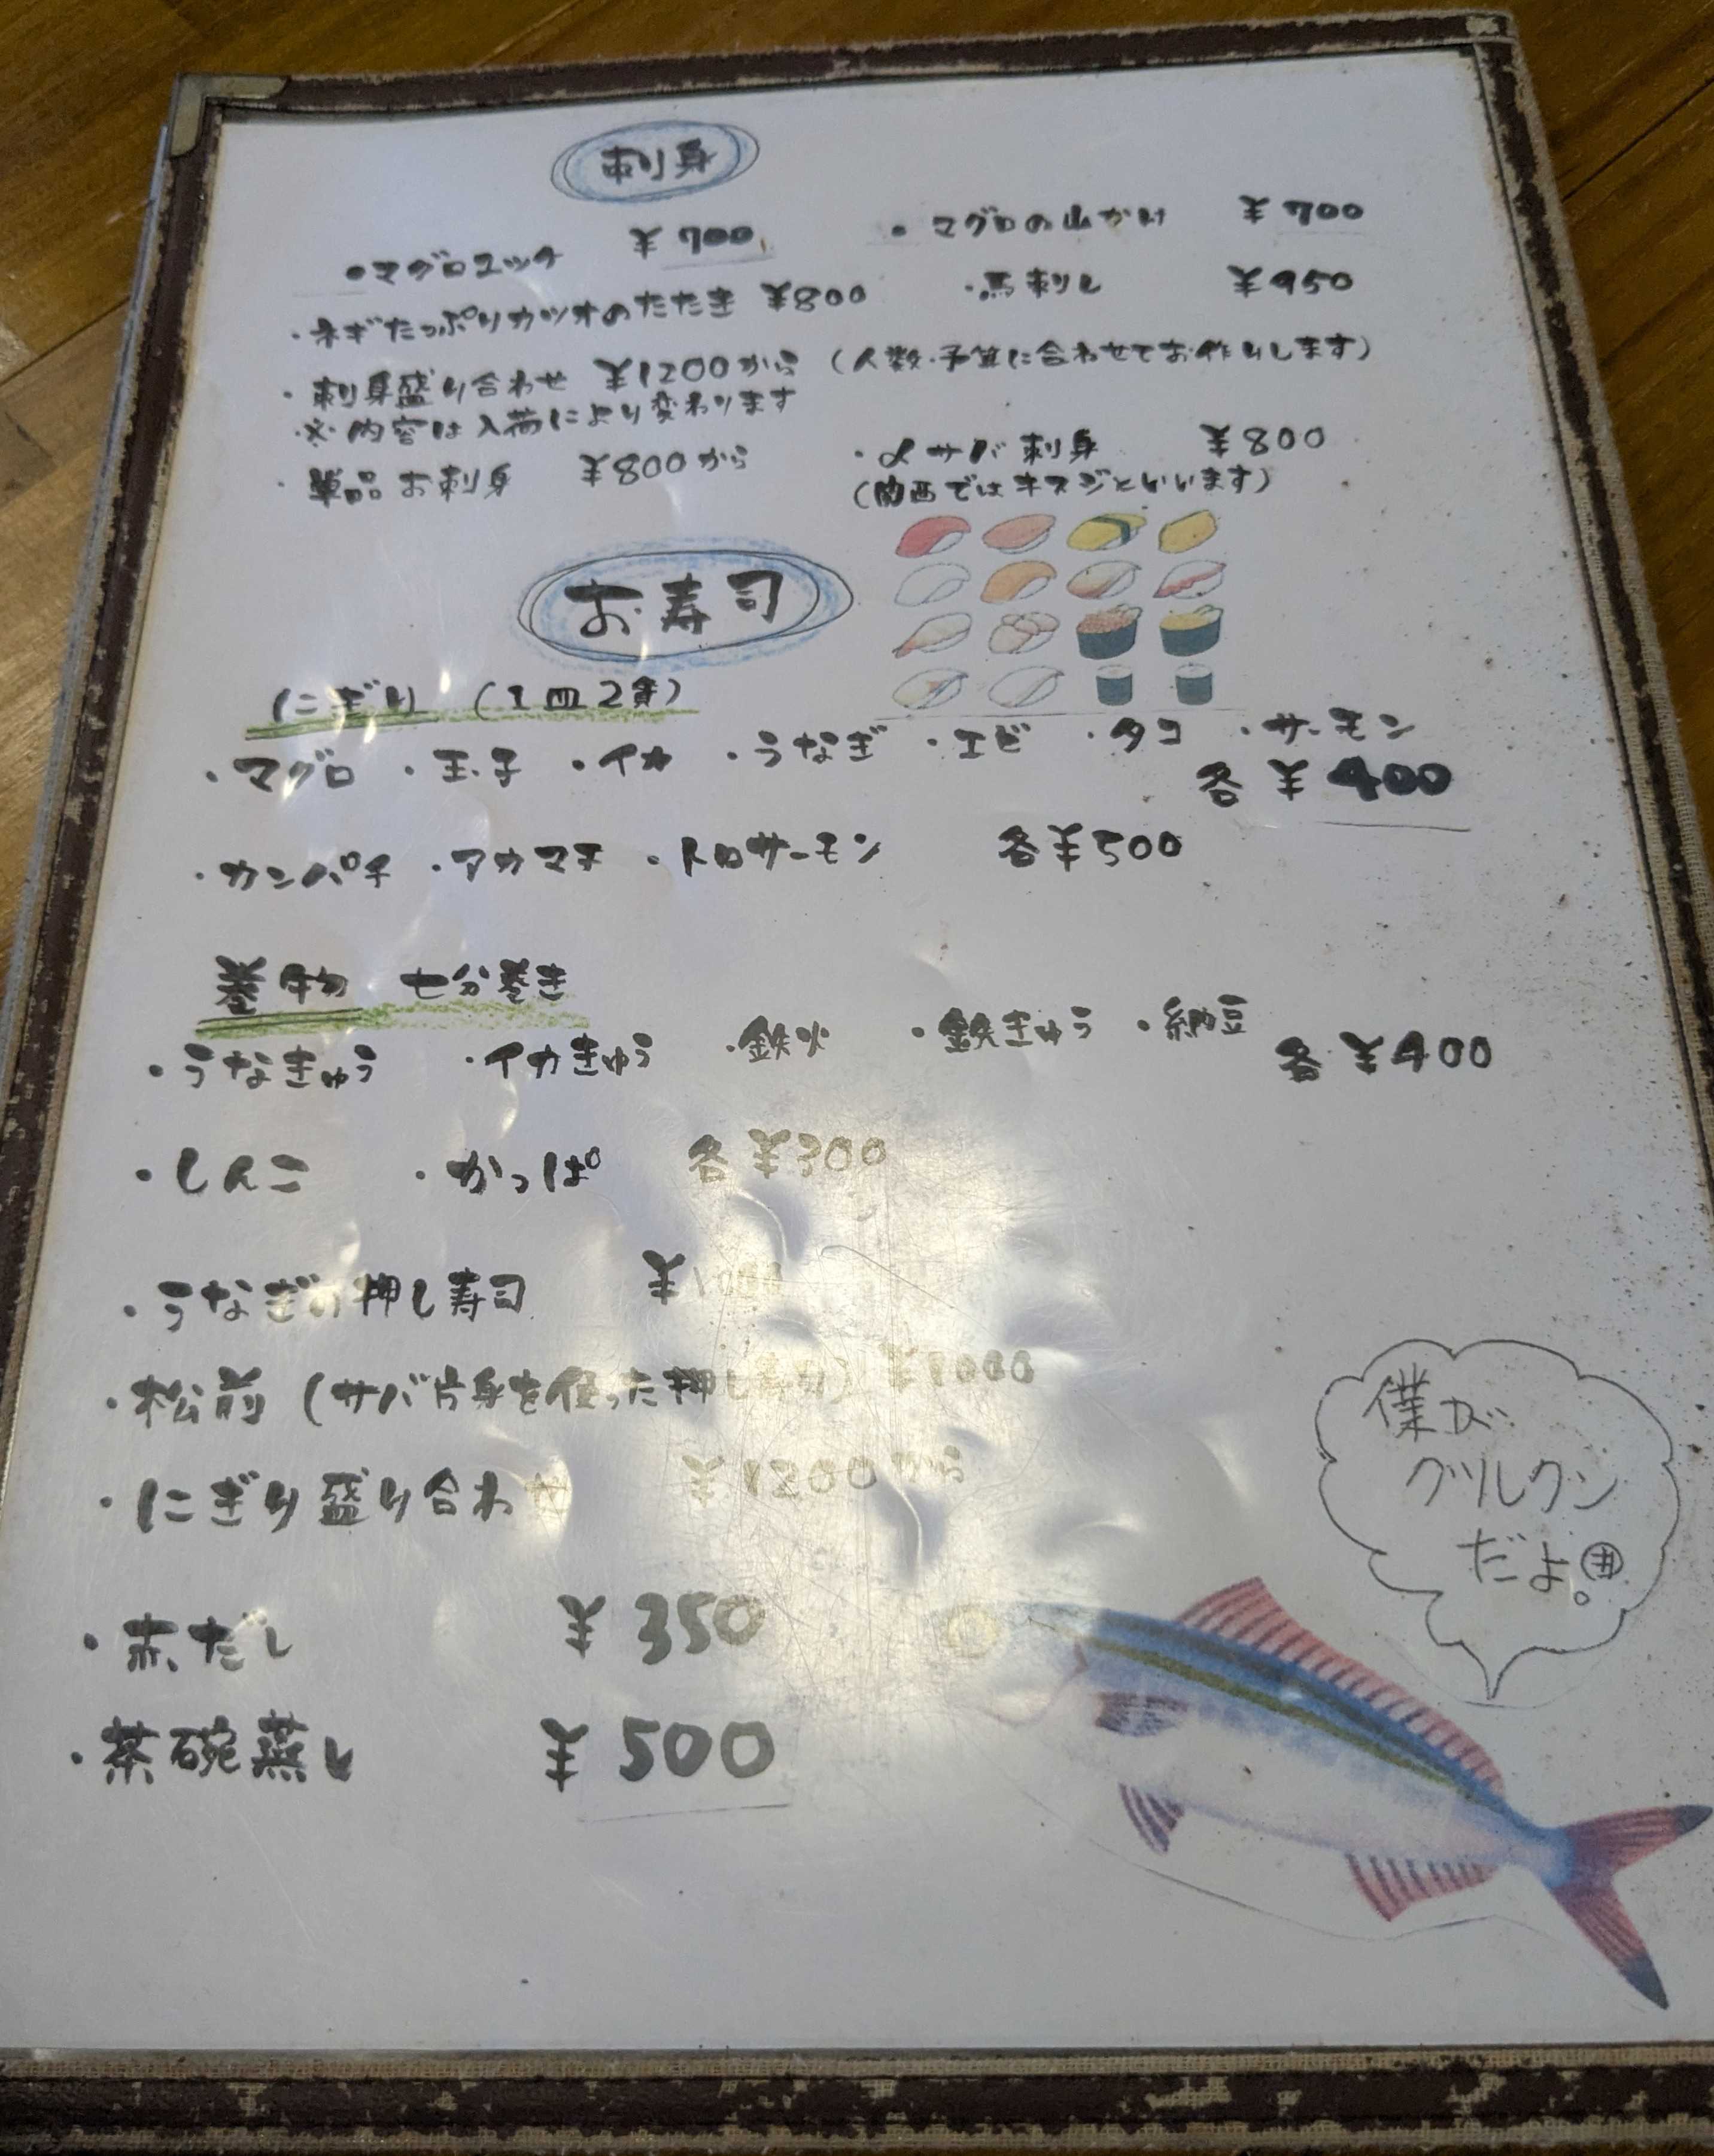 刺身
・マグロユッケ ¥700 ・マグロの山かけ ¥700
・ネギたっぷりカツオのたたき ¥800 ・馬刺し ¥950
・刺身盛り合わせ ¥1200から (人数・予算に合わせてお作りします)
※内容は入荷により変わります
・単品お刺身 ¥800から ・〆サバ刺身 ¥800
(関西ではキズシといいます)
お寿司
にぎり (1皿2貫)
・マグロ ・玉子 ・イカ ・うなぎ ・エビ ・タコ ・サーモン
各 ¥400
・カンパチ ・アカマチ ・トロサーモン 各¥500
巻物 七分巻き
・うなきゅう ・イカきゅう ・鉄火 ・鉄きゅう ・納豆
各 ¥400
・しんこ ・かっぱ 各¥300
・うなぎの押し寿司
・松前 (サバ片身を使った押し寿司) ¥1000
・にぎり盛り合わせ ¥1200から
・赤だし ¥350
・茶碗蒸し ¥500
僕が
グルクン
だよ。